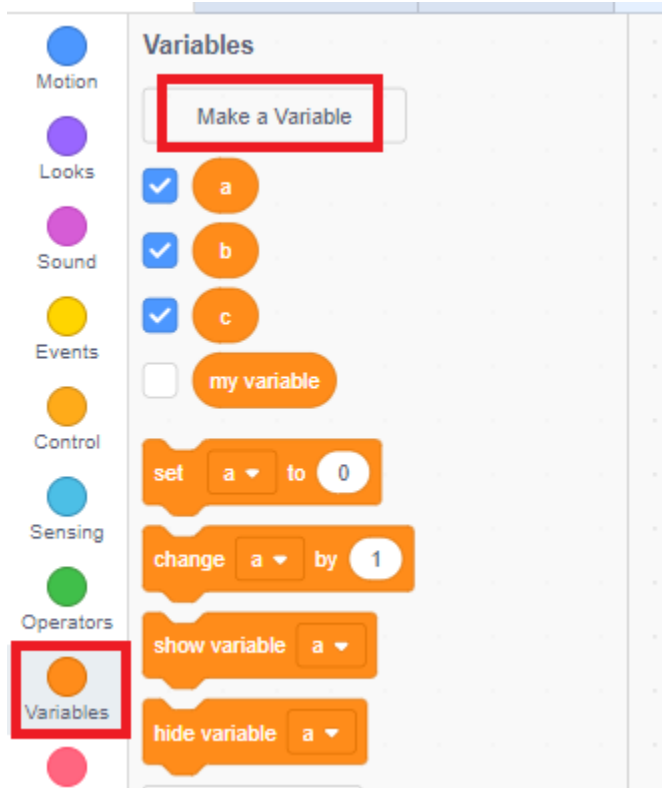 Variables
Motion
Make a Variable
Looks
a
Sound
b
c
Events
my variable
Control
set a to 0
Sensing
change a by 1
Operators
show variable a
Variables
hide variable a